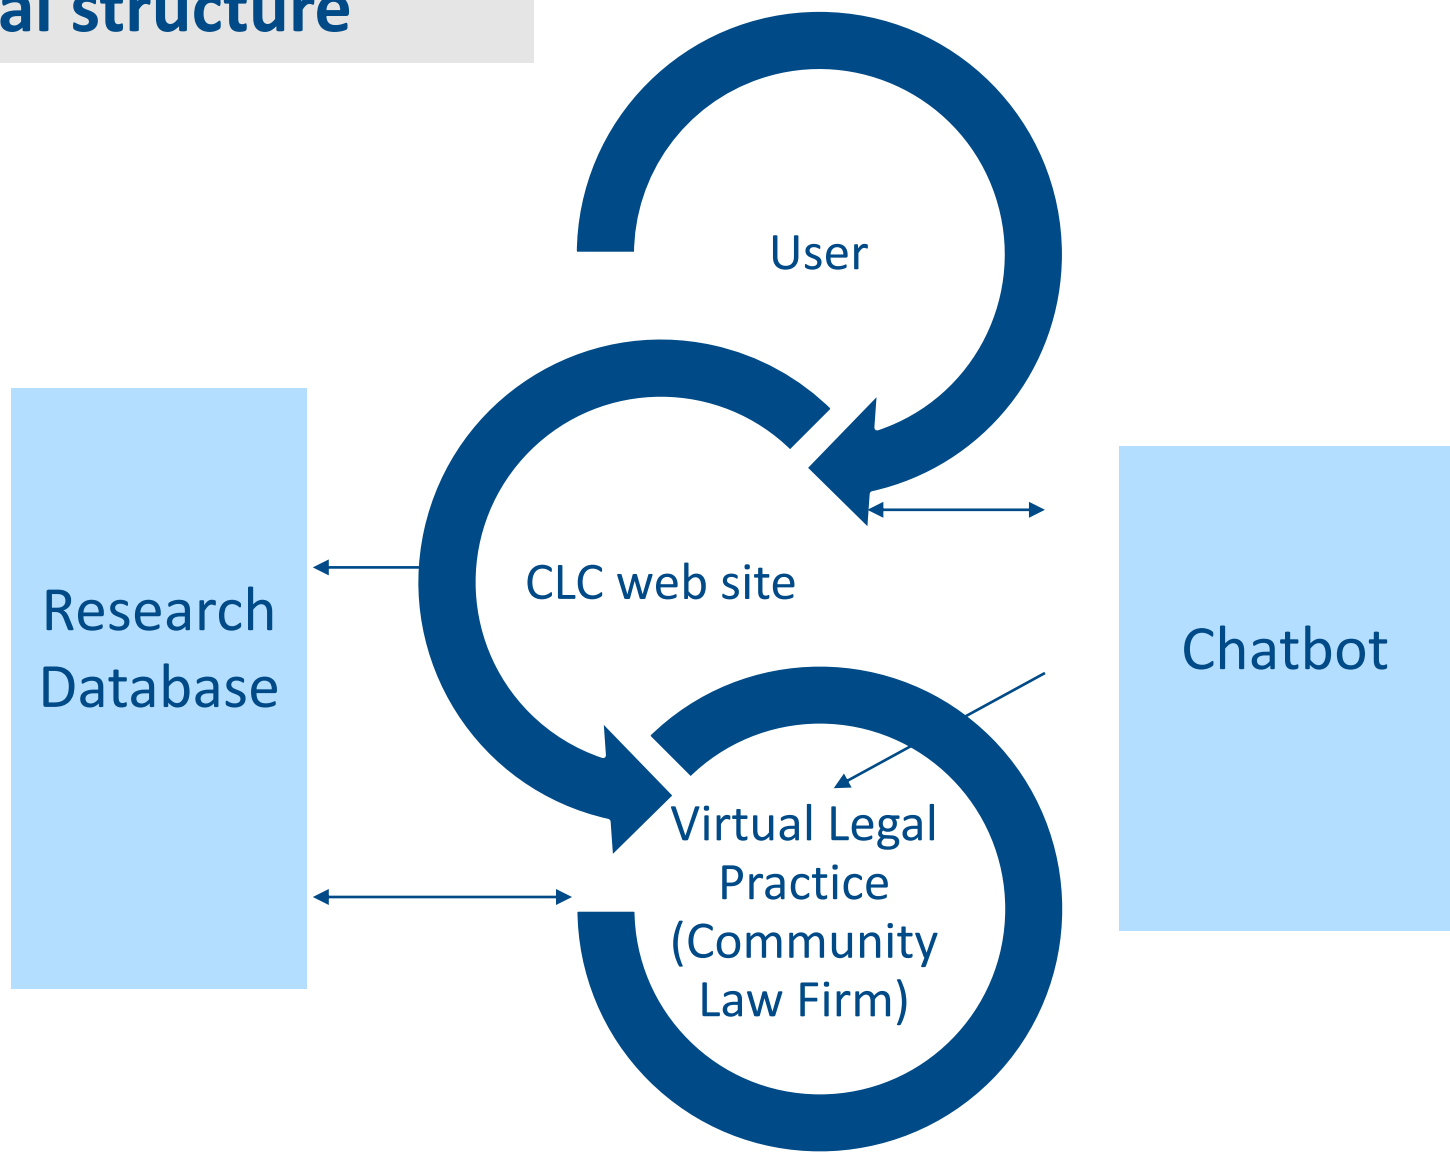 al structure
User
CLC web site
Research
Database
Chatbot
Virtual Legal
Practice
(Community
Law Firm)